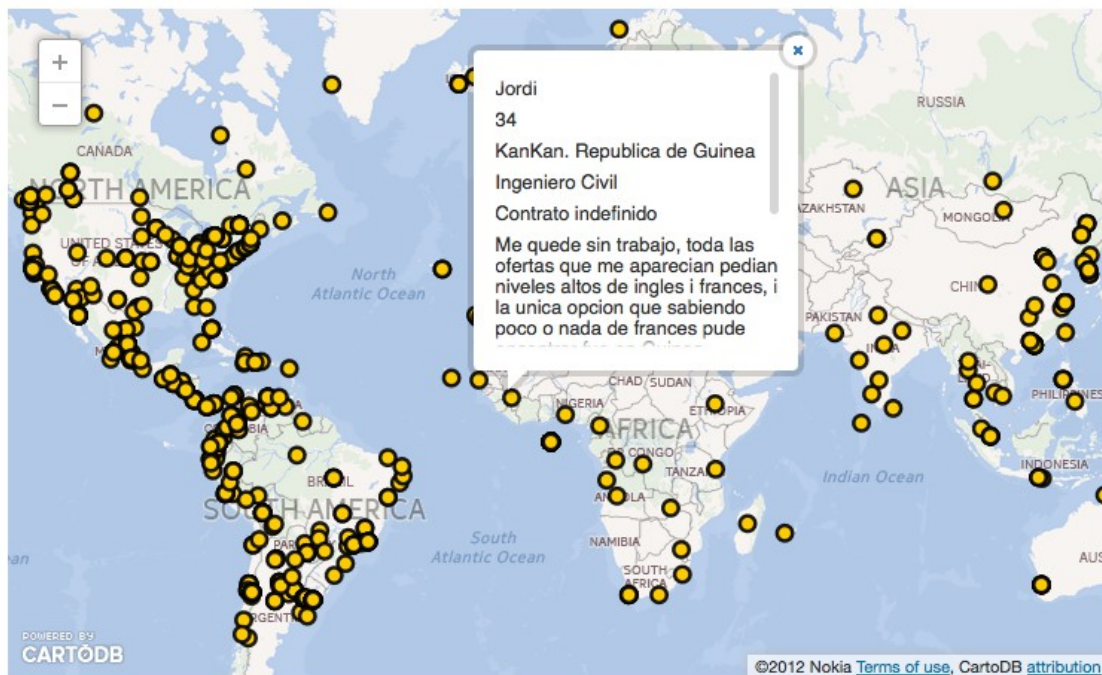 +
−
Jordi
34
KanKan. Republica de Guinea
Ingeniero Civil
Contrato indefinido
Me quede sin trabajo, toda las
ofertas que me aparecian pedian
niveles altos de ingles i frances, i
la unica opcion que sabiendo
poco o nada de frances pude
RUSSIA
CANADA
NORTH AMERICA
ASIA
MONGOLIA
UNITED STATES
North
Atlantic Ocean
CHINA
PAKISTAN
INDIA
CHAD
SUDAN
NIGERIA
ETHIOPIA
PHILIPPINES
AFRICA
DR CONGO
COLOMBIA
TANZANIA
Indian Ocean
INDONESIA
BRAZIL
ANGOLA
SOUTH AMERICA
South
Atlantic Ocean
NAMIBIA
SOUTH
AFRICA
AUS
ean
POWERED BY
CARTODB
©2012 Nokia Terms of use, CartoDB attribution